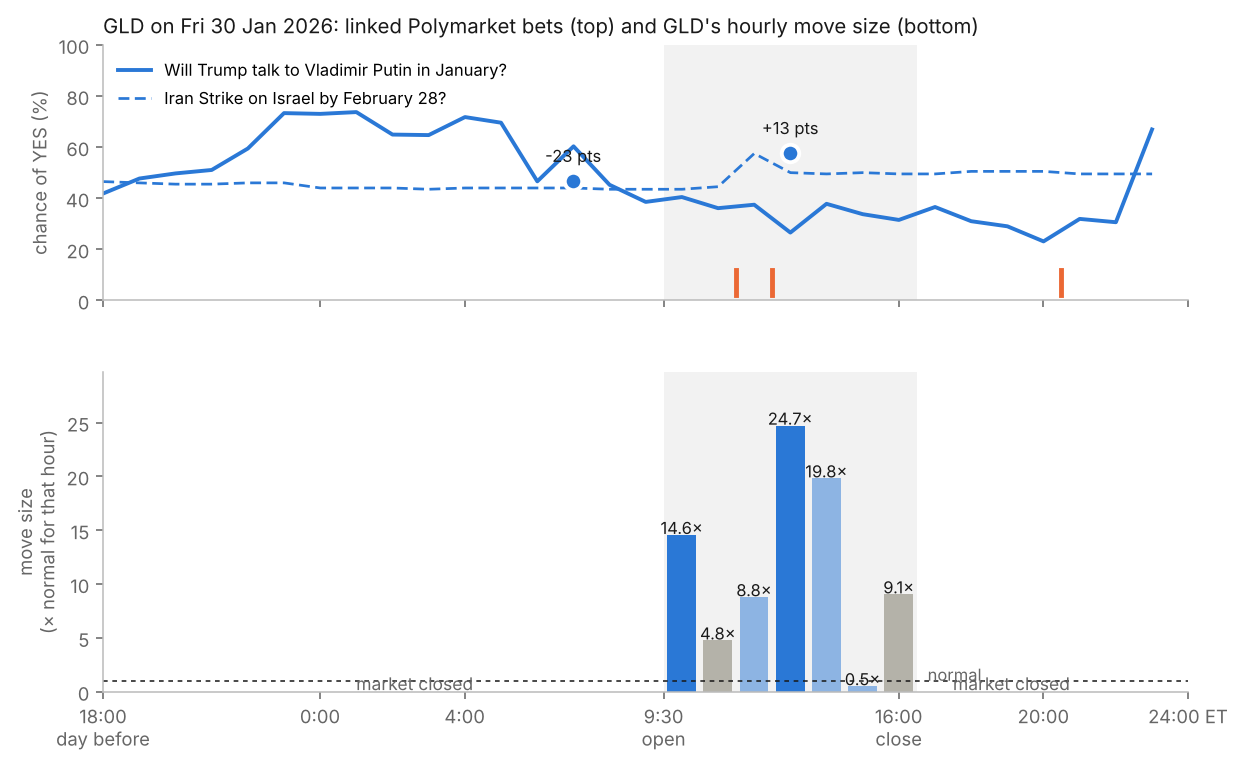 GLD on Fri 30 Jan 2026: linked Polymarket bets (top) and GLD's hourly move size (bottom)
100
80
60
40
20
0
chance of YES (%)
Will Trump talk to Vladimir Putin in January?
Iran Strike on Israel by February 28?
-23 pts
+13 pts
25
20
15
10
5
0
move size
(× normal for that hour)
14.6×
4.8×
8.8×
24.7×
19.8×
0.5×
9.1×
market closed
normal
market closed
18:00
day before
0:00
4:00
9:30
open
16:00
close
20:00
24:00 ET